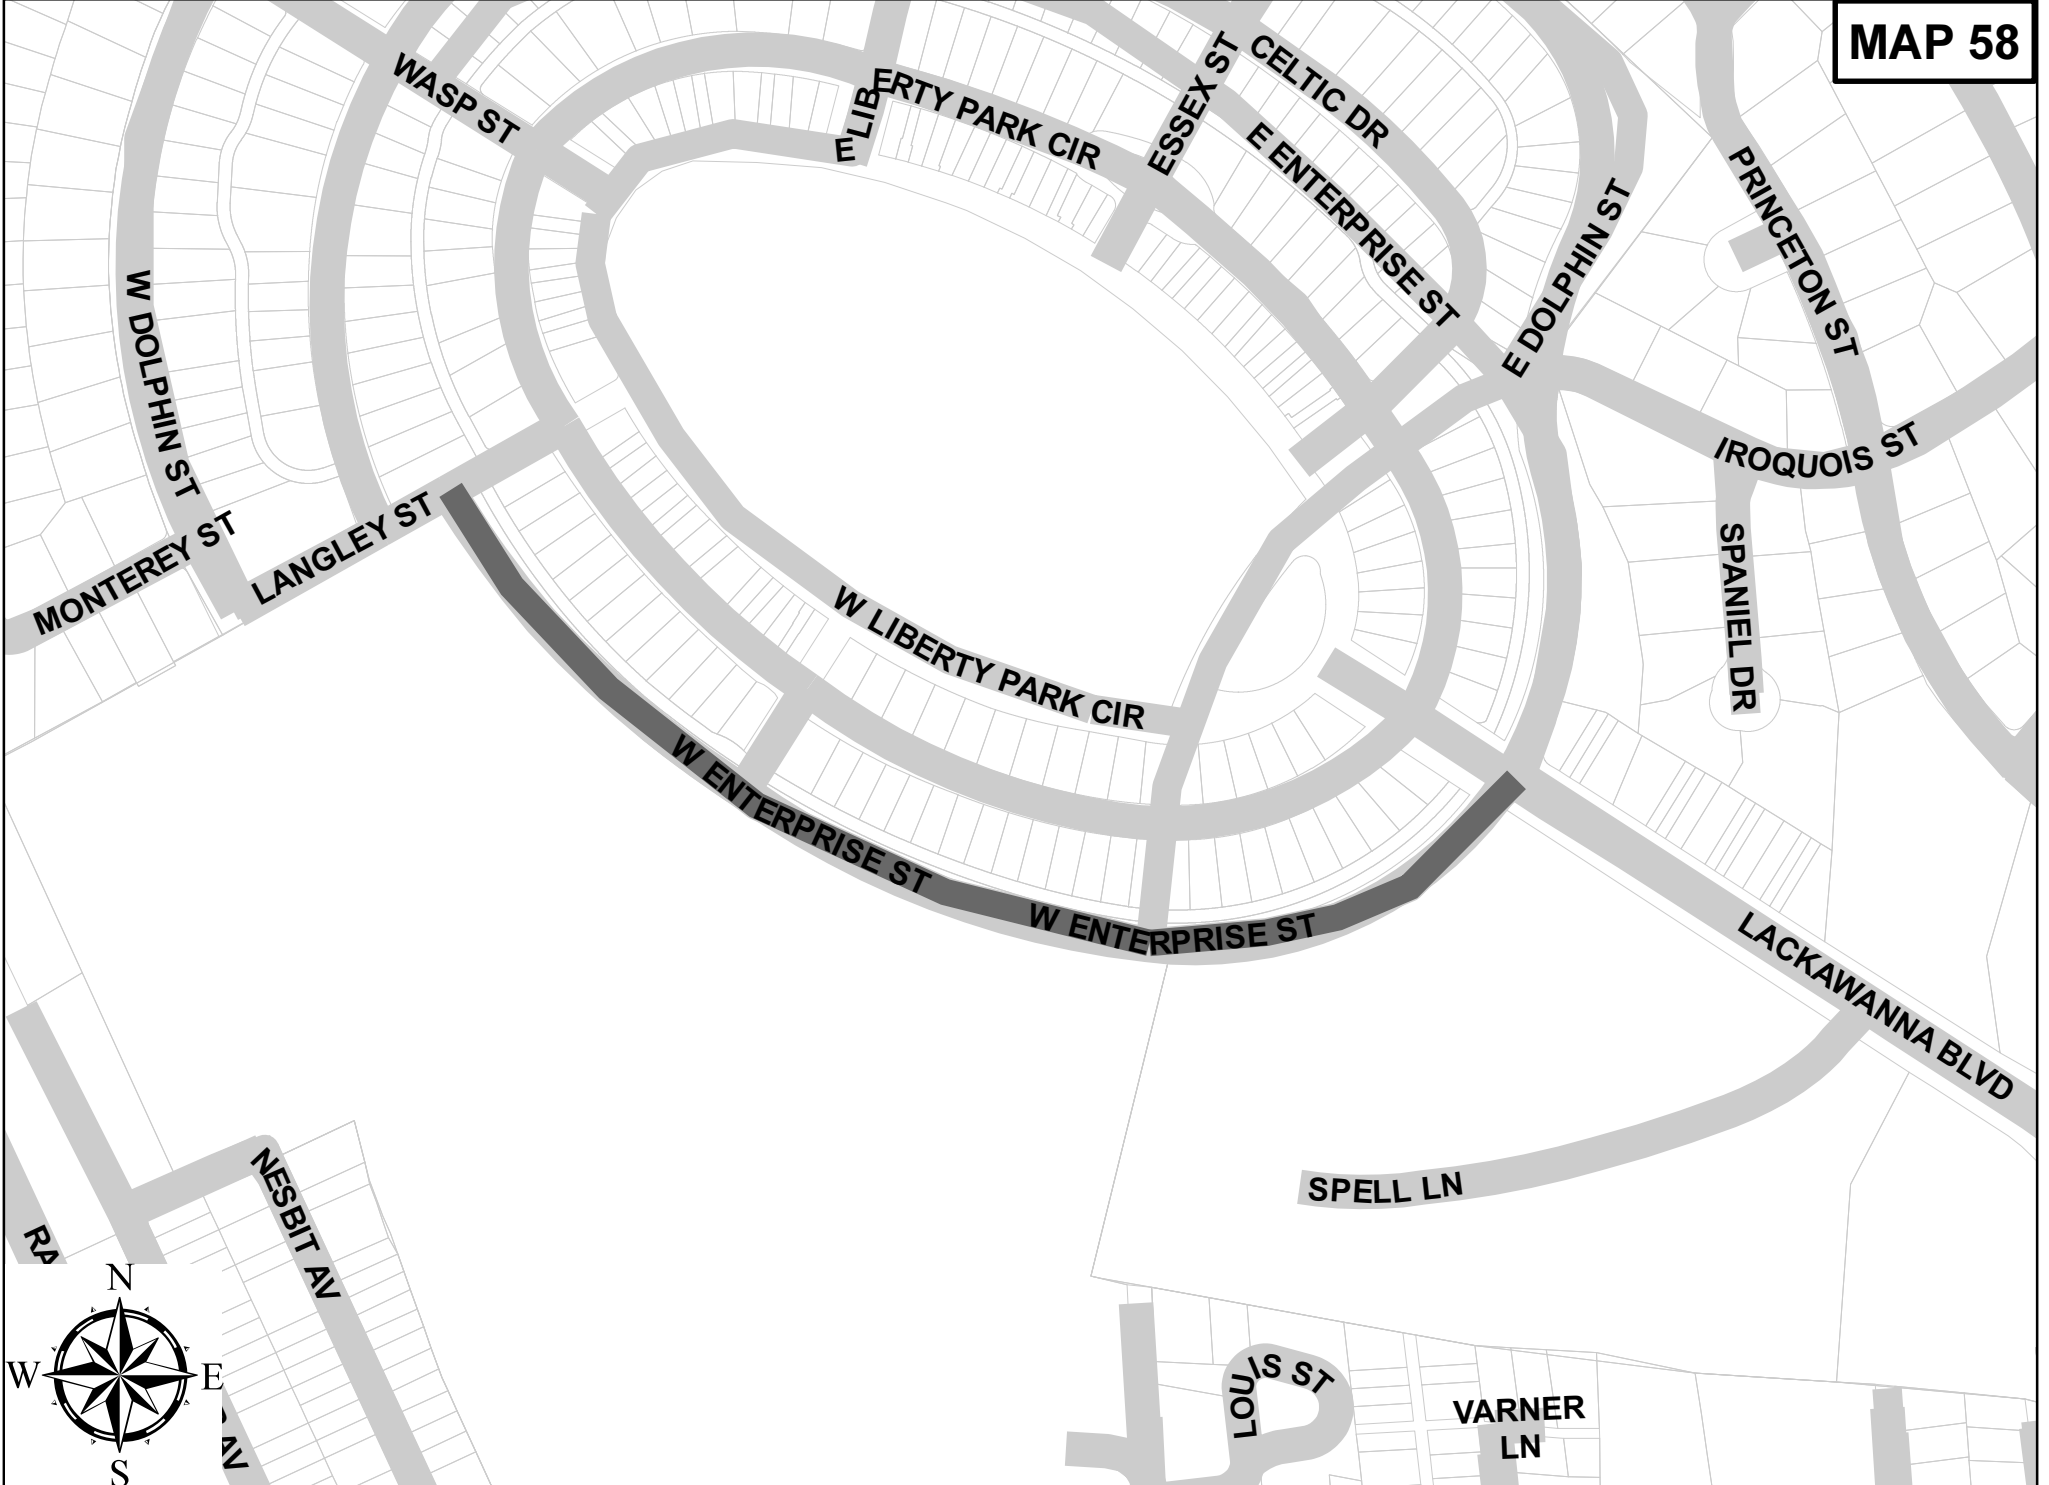 MAP 58
WASP ST
E LIBERTY PARK CIR
ESSEX ST
CELTIC DR
E ENTERPRISE ST
E DOLPHIN ST
PRINCETON ST
W DOLPHIN ST
IROQUOIS ST
MONTEREY ST
LANGLEY ST
SPANIEL DR
W LIBERTY PARK CIR
W ENTERPRISE ST
W ENTERPRISE ST
LACKAWANNA BLVD
SPELL LN
NESBIT AV
RA
N
W
E
S
AV
LOUIS ST
VARNER
LN